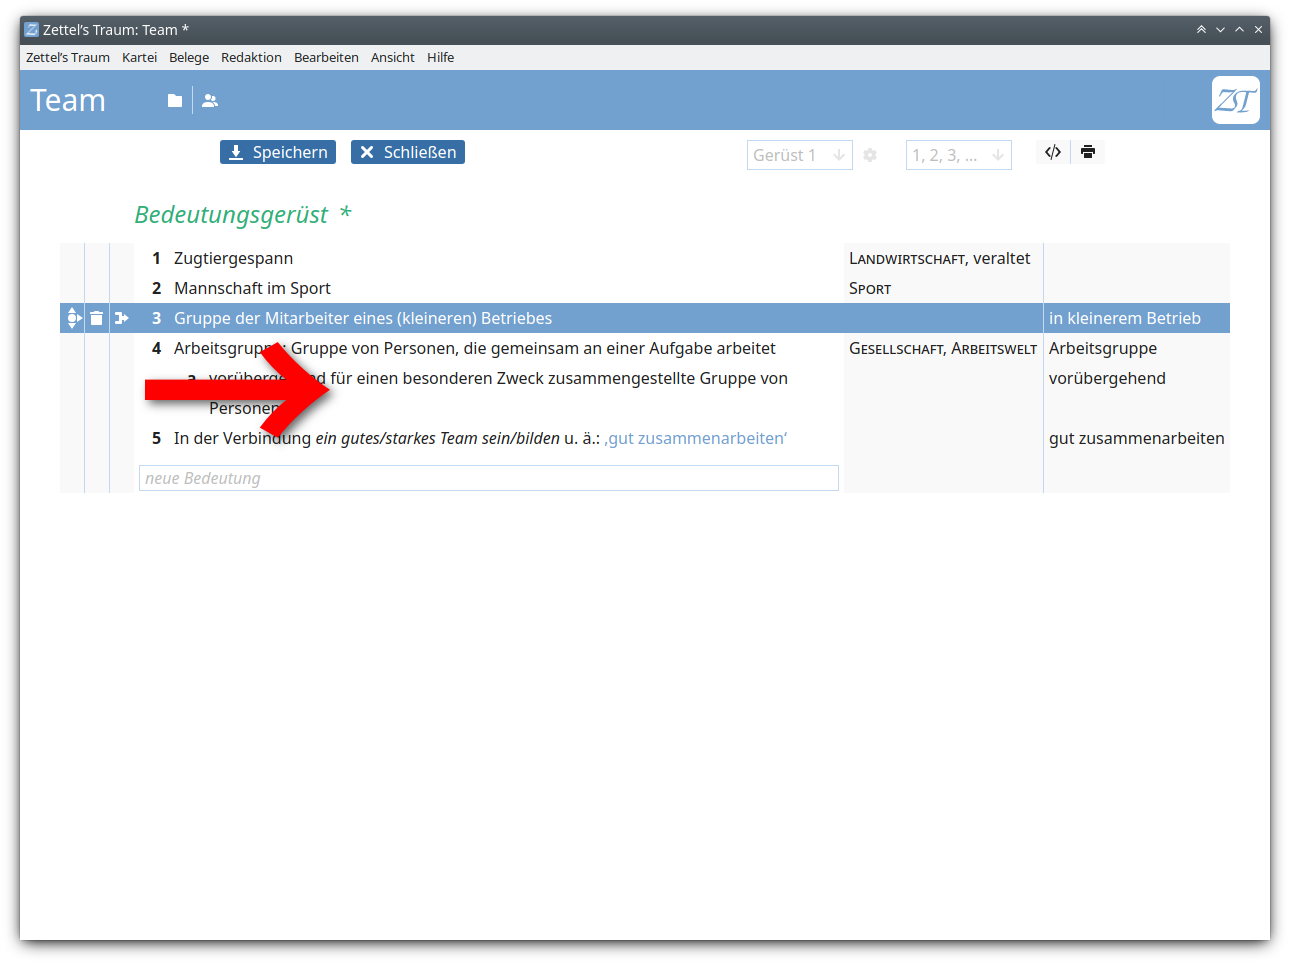 Zettel’s Traum: Team *
Zettel’s Traum Kartei Belege Redaktion Bearbeiten Ansicht Hilfe
Team
ZT
Speichern Schließen Gerüst 1 1, 2, 3, ...
Bedeutungsgerüst *
1 Zugtiergespann Landwirtschaft, veraltet
2 Mannschaft im Sport Sport
3 Gruppe der Mitarbeiter eines (kleineren) Betriebes in kleinerem Betrieb
4 Arbeitsgruppe; Gruppe von Personen, die gemeinsam an einer Aufgabe arbeitet Gesellschaft, Arbeitswelt Arbeitsgruppe
a vorübergehend für einen besonderen Zweck zusammengestellte Gruppe von vorübergehend
Personen
5 In der Verbindung ein gutes/starkes Team sein/bilden u. ä.: ‚gut zusammenarbeiten‘ gut zusammenarbeiten
neue Bedeutung